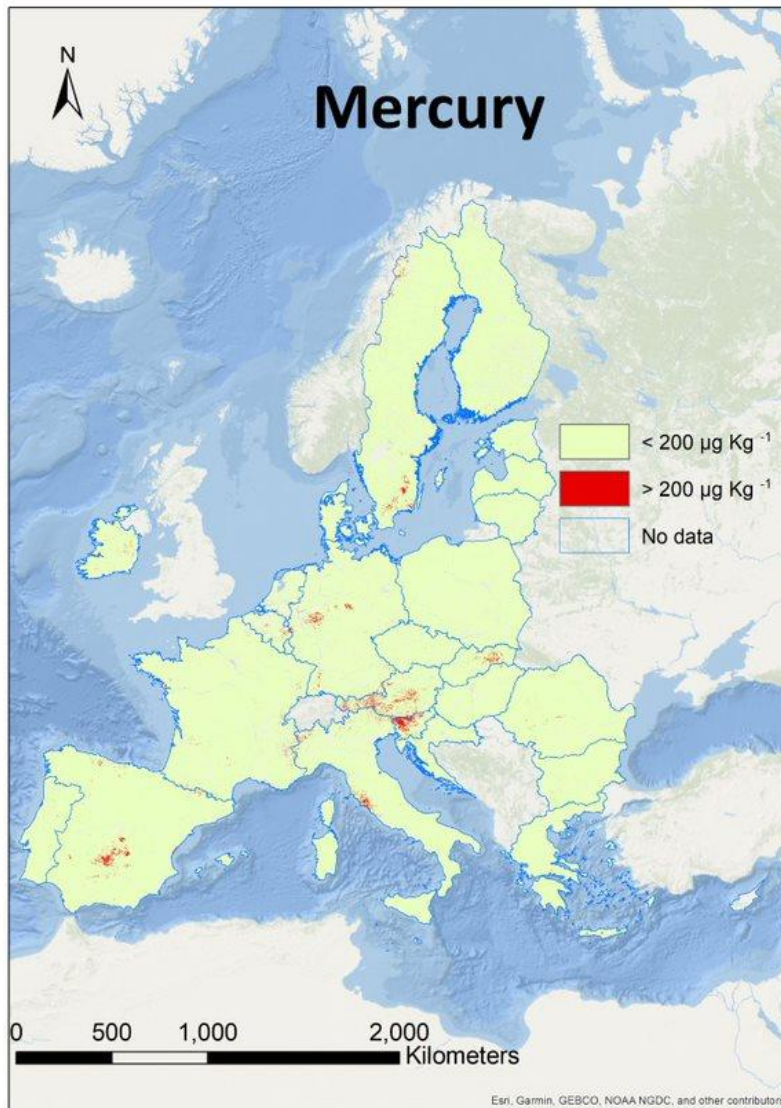 N
Mercury
< 200 µg Kg ⁻¹
> 200 µg Kg ⁻¹
No data
0 500 1,000 2,000
Kilometers
Esri, Garmin, GEBCO, NOAA NGDC, and other contributors